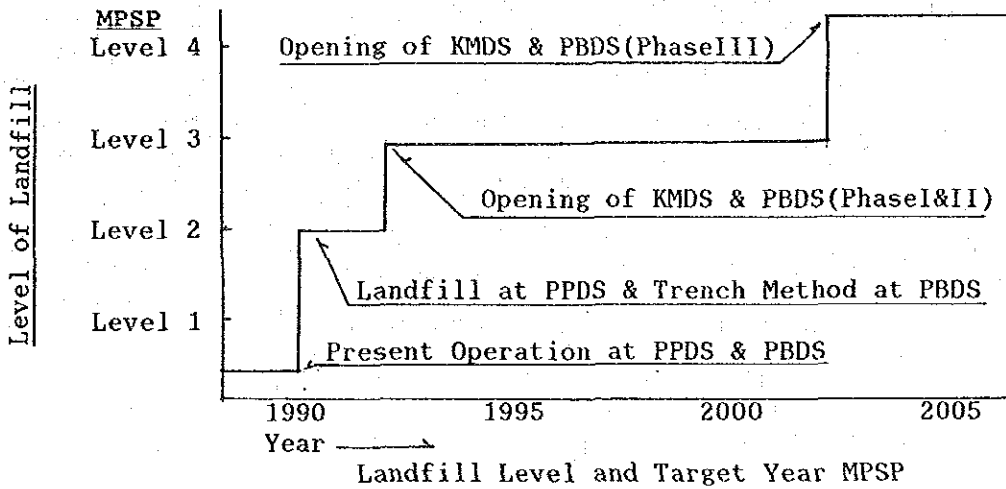 MPSP
Level 4
Opening of KMDS & PBDS(PhaseIII)
Level of Landfill
Level 3
Opening of KMDS & PBDS(PhaseI&II)
Level 2
Landfill at PPDS & Trench Method at PBDS
Level 1
Present Operation at PPDS & PBDS
1990 1995 2000 2005
Year
Landfill Level and Target Year MPSP